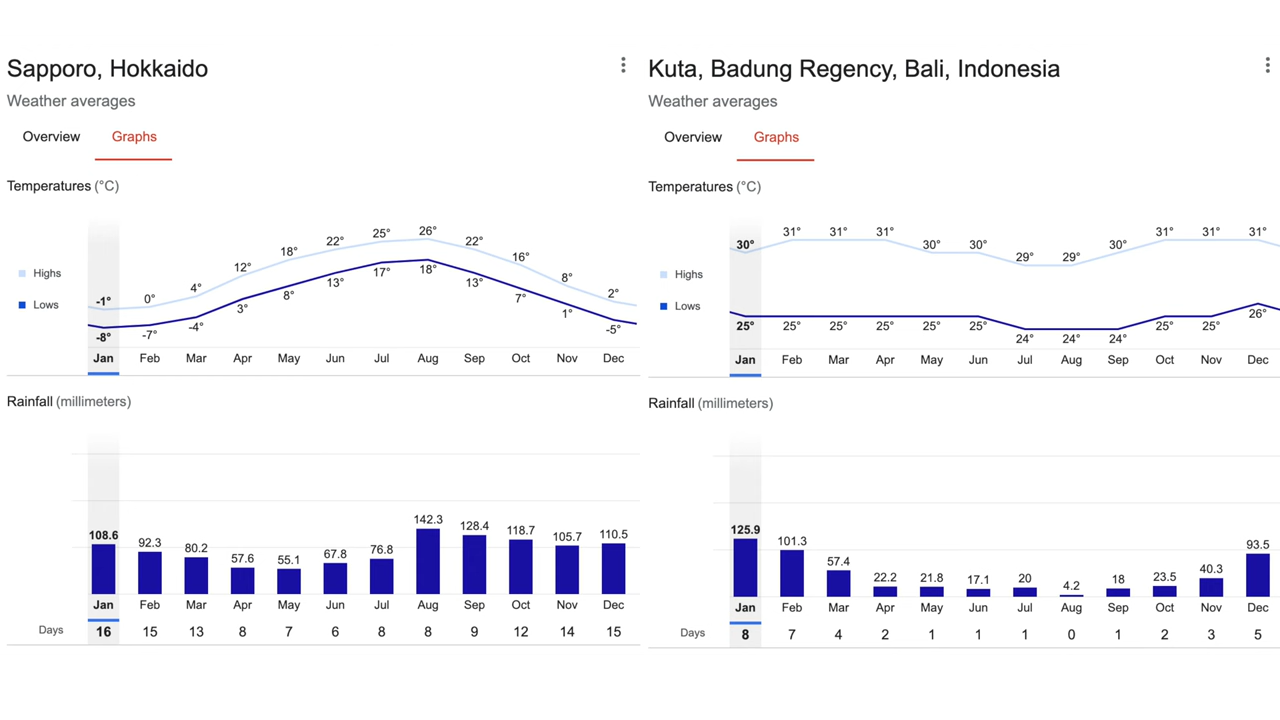 Sapporo, Hokkaido
Weather averages
Overview Graphs
Temperatures (°C)
Highs
Lows
-1° 0° 4° 12° 18° 22° 25° 26° 22° 16° 8° 2°
-8° -7° -4° 3° 8° 13° 17° 18° 13° 7° 1° -5°
Jan Feb Mar Apr May Jun Jul Aug Sep Oct Nov Dec
Rainfall (millimeters)
108.6 92.3 80.2 57.6 55.1 67.8 76.8 142.3 128.4 118.7 105.7 110.5
Jan Feb Mar Apr May Jun Jul Aug Sep Oct Nov Dec
Days 16 15 13 8 7 6 8 8 9 12 14 15
Kuta, Badung Regency, Bali, Indonesia
Weather averages
Overview Graphs
Temperatures (°C)
Highs
Lows
30° 31° 31° 31° 30° 30° 29° 29° 30° 31° 31° 31°
25° 25° 25° 25° 25° 25° 24° 24° 24° 25° 25° 26°
Jan Feb Mar Apr May Jun Jul Aug Sep Oct Nov Dec
Rainfall (millimeters)
125.9 101.3 57.4 22.2 21.8 17.1 20 4.2 18 23.5 40.3 93.5
Jan Feb Mar Apr May Jun Jul Aug Sep Oct Nov Dec
Days 8 7 4 2 1 1 1 0 1 2 3 5